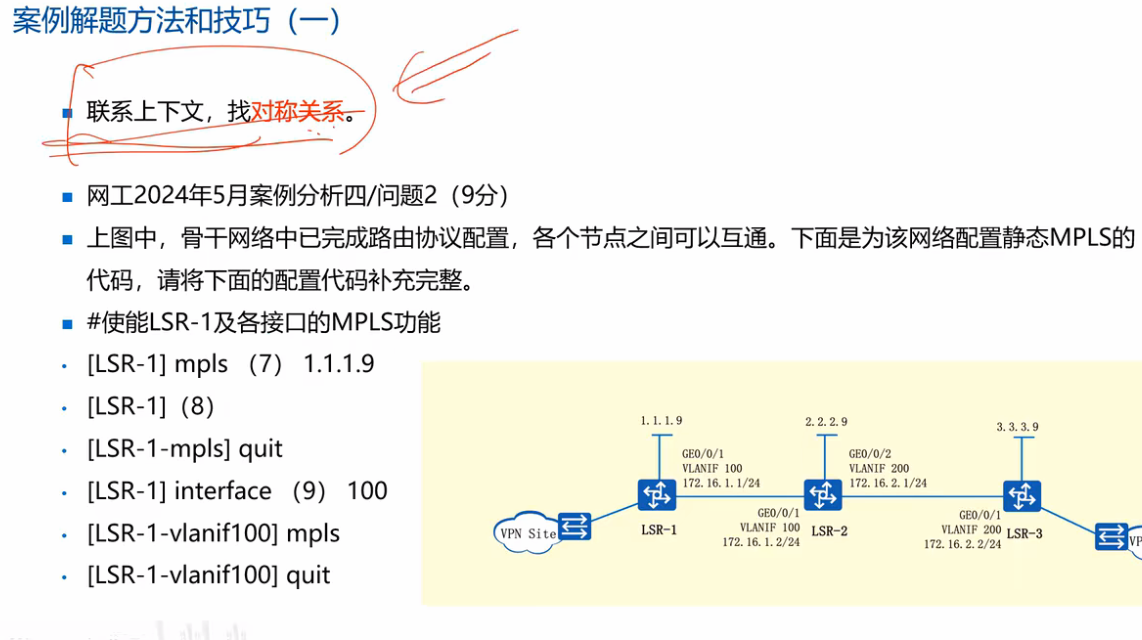 案例解题方法和技巧（一）
联系上下文，找对称关系。
网工2024年5月案例分析四/问题2（9分）
上图中，骨干网络中已完成路由协议配置，各个节点之间可以互通。下面是为该网络配置静态MPLS的
代码，请将下面的配置代码补充完整。
#使能LSR-1及各接口的MPLS功能
[LSR-1] mpls （7） 1.1.1.9
[LSR-1]（8）
[LSR-1-mpls] quit
[LSR-1] interface （9） 100
[LSR-1-vlanif100] mpls
[LSR-1-vlanif100] quit
1.1.1.9
GE0/0/1
VLANIF 100
172.16.1.1/24
LSR-1
VPN Site
2.2.2.9
GE0/0/2
VLANIF 200
172.16.2.1/24
GE0/0/1
VLANIF 100
172.16.1.2/24
LSR-2
3.3.3.9
GE0/0/1
VLANIF 200
172.16.2.2/24
LSR-3
VP